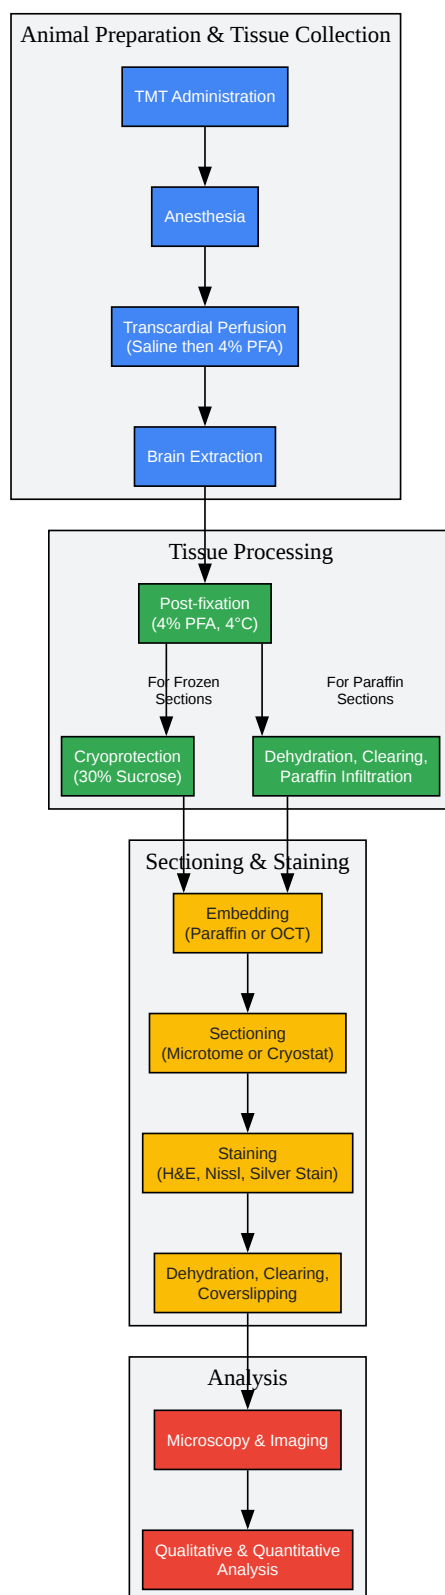 Animal Preparation & Tissue Collection
TMT Administration
Anesthesia
Transcardial Perfusion
(Saline then 4% PFA)
Brain Extraction
Tissue Processing
Post-fixation
(4% PFA, 4°C)
For Frozen
Sections
For Paraffin
Sections
Cryoprotection
(30% Sucrose)
Dehydration, Clearing,
Paraffin Infiltration
Sectioning & Staining
Embedding
(Paraffin or OCT)
Sectioning
(Microtome or Cryostat)
Staining
(H&E, Nissl, Silver Stain)
Dehydration, Clearing,
Coverslipping
Analysis
Microscopy & Imaging
Qualitative & Quantitative
Analysis